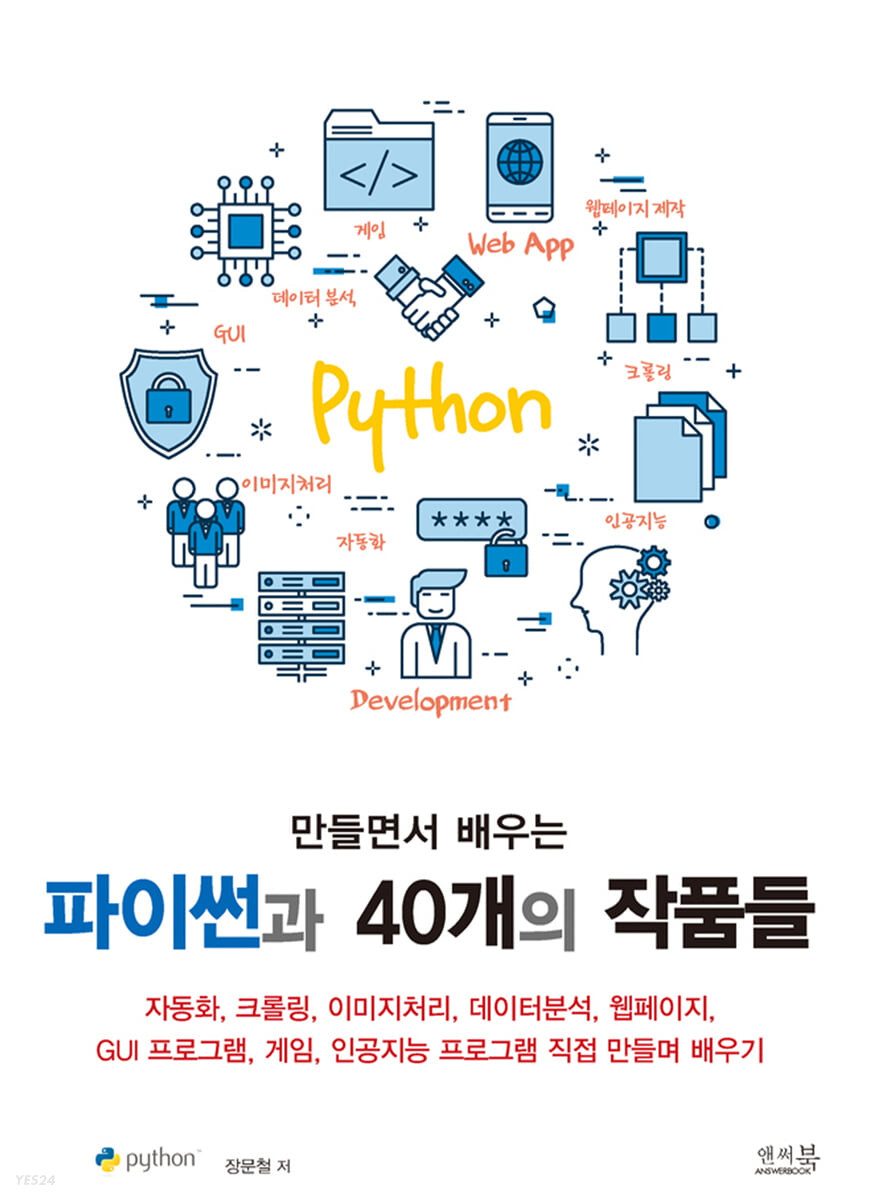 </>
게임
Web App
웹페이지 제작
데이터 분석,
GUI
크롤링
Python
이미지처리
****
인공지능
자동화
Development
만들면서 배우는
파이썬과 40개의 작품들
자동화, 크롤링, 이미지처리, 데이터분석, 웹페이지,
GUI 프로그램, 게임, 인공지능 프로그램 직접 만들며 배우기
python™ 장문철 저
앤써북
ANSWERBOOK
YES24